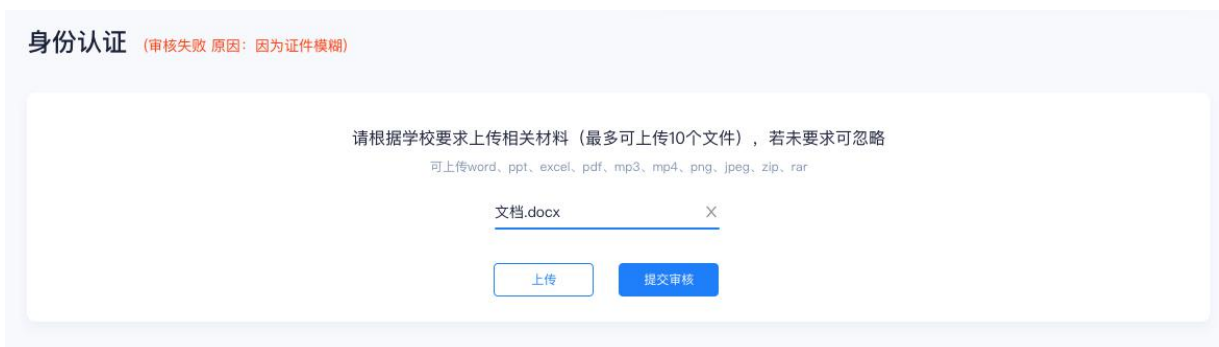 身份认证 (审核失败 原因：因为证件模糊)
请根据学校要求上传相关材料（最多可上传10个文件），若未要求可忽略
可上传word、ppt、excel、pdf、mp3、mp4、png、jpeg、zip、rar
文档.docx X
上传 提交审核